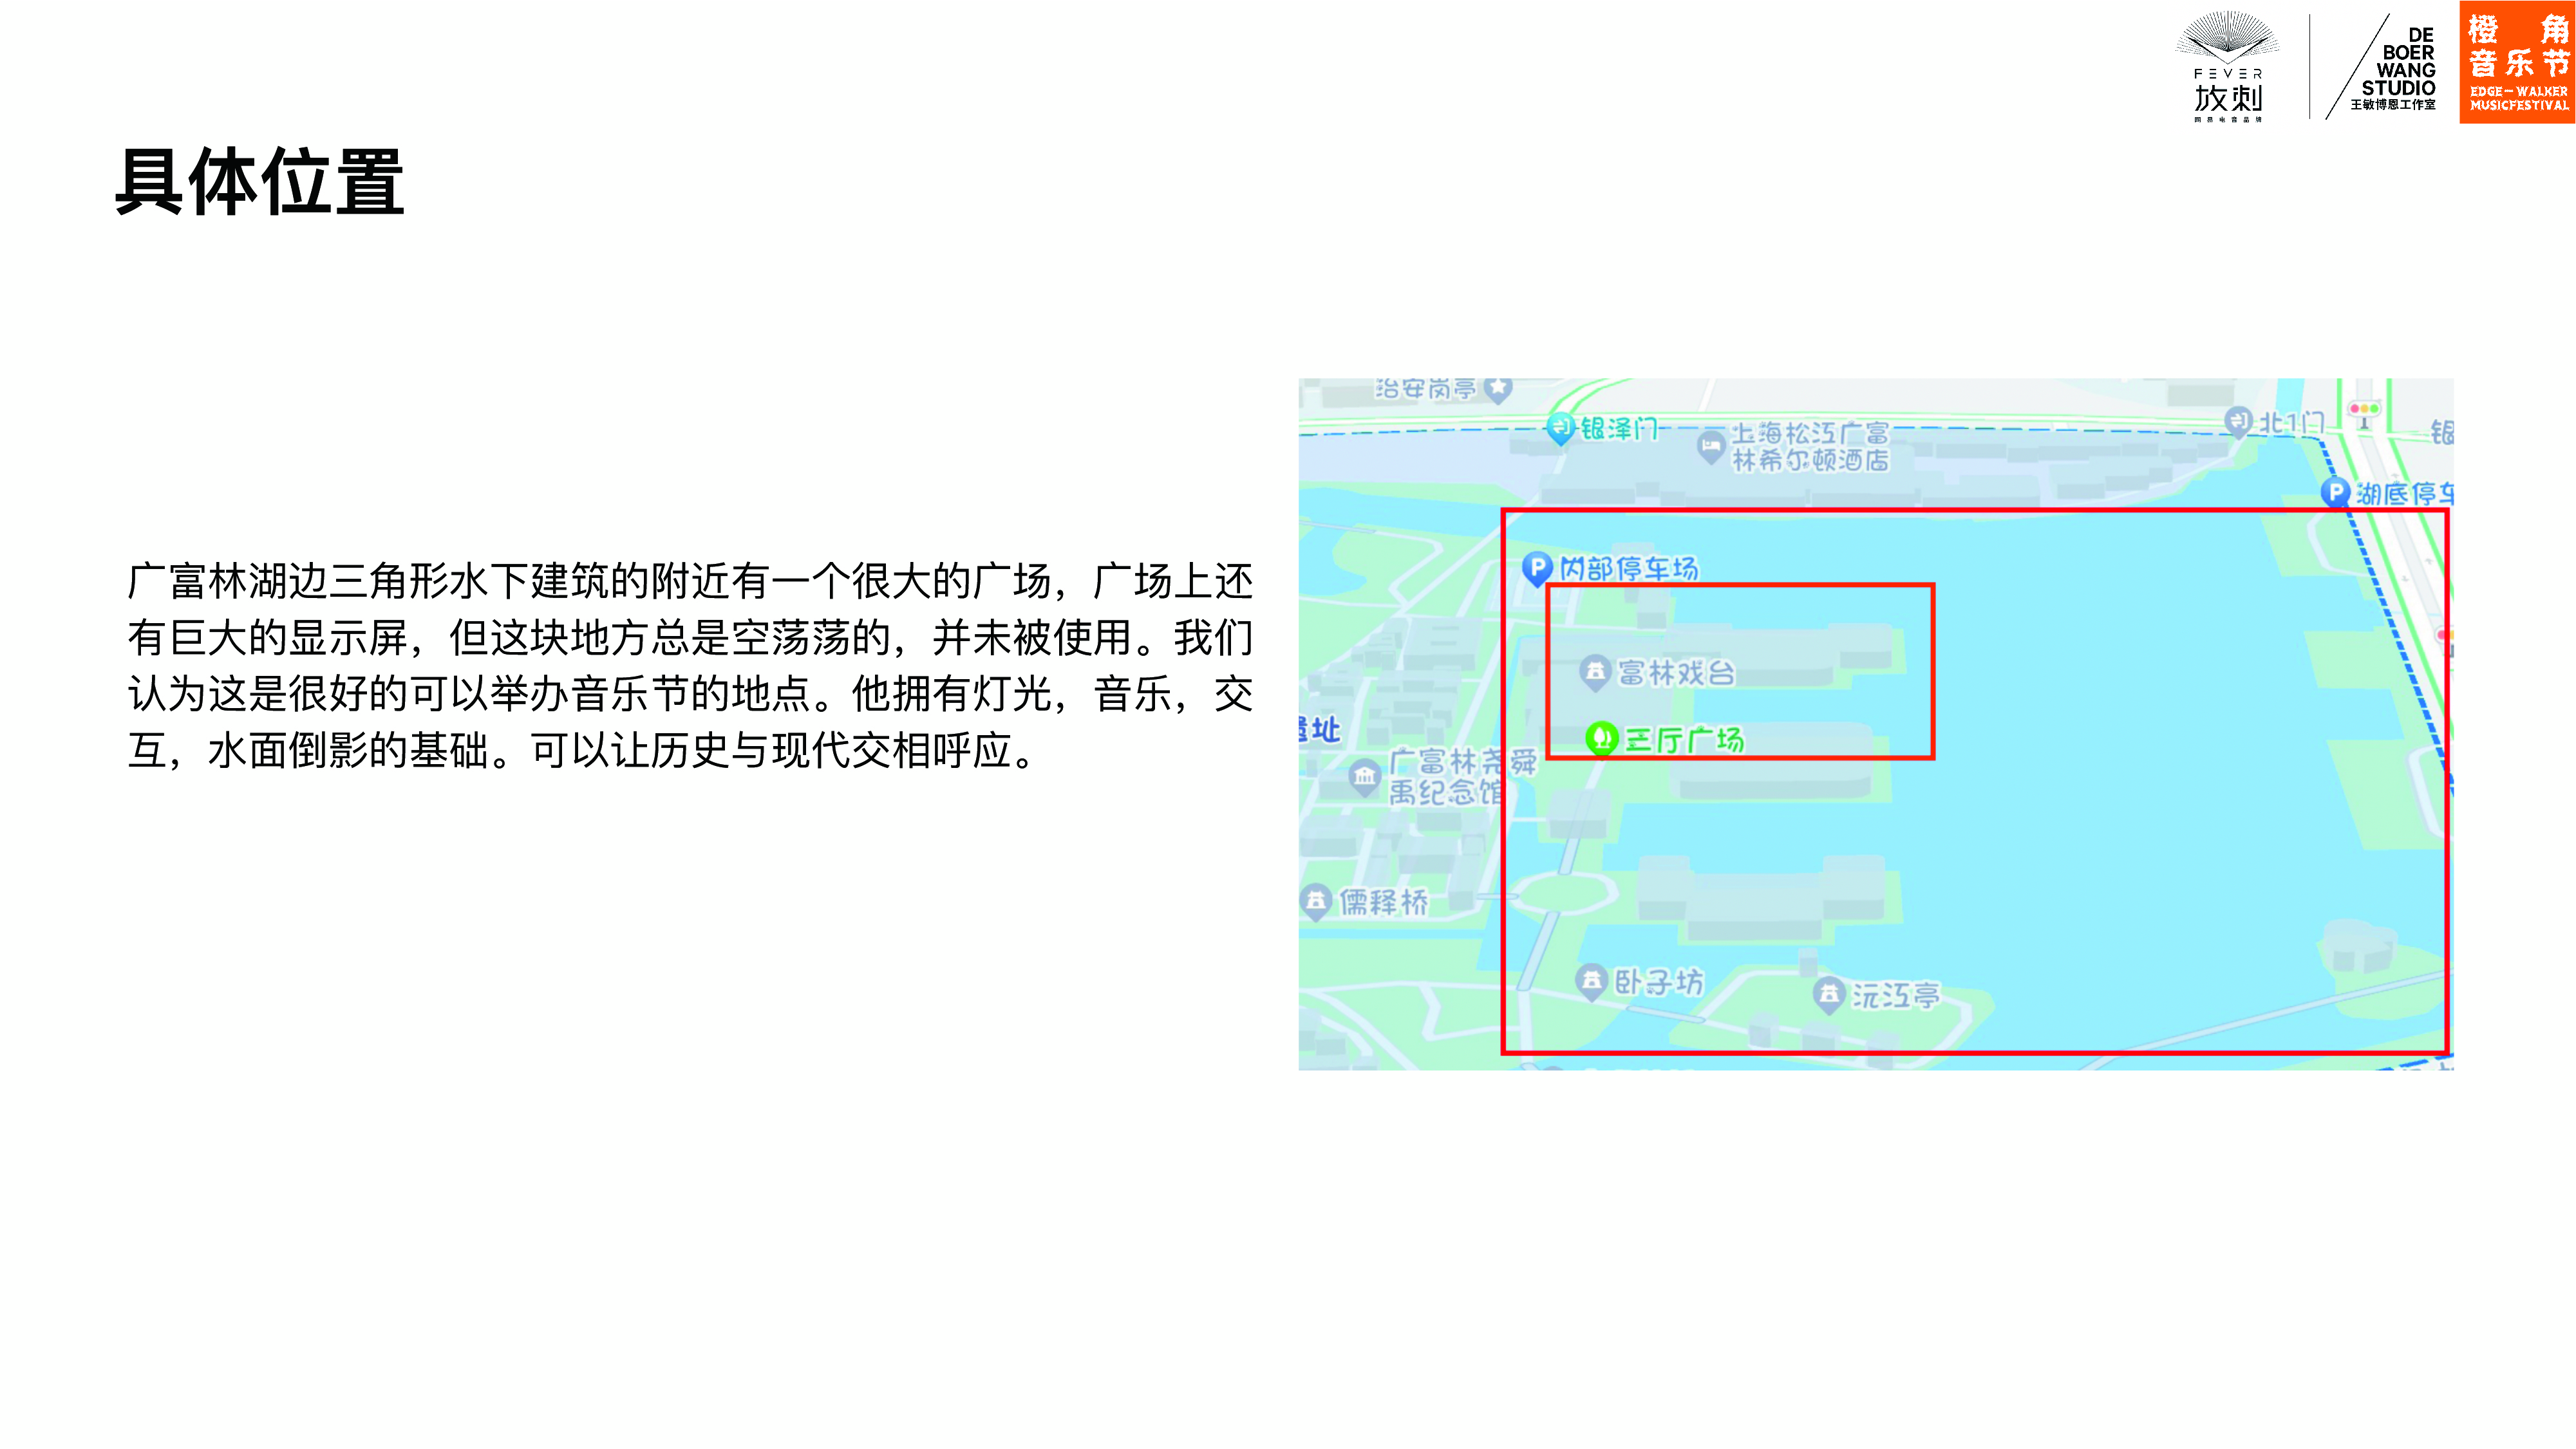 FEVER
放刺
网易电音品牌
DE
BOER
WANG
STUDIO
王敏博恩工作室
橙角
音乐节
EDGE-WALKER
MUSICFESTIVAL
具体位置
广富林湖边三角形水下建筑的附近有一个很大的广场，广场上还
有巨大的显示屏，但这块地方总是空荡荡的，并未被使用。我们
认为这是很好的可以举办音乐节的地点。他拥有灯光，音乐，交
互，水面倒影的基础。可以让历史与现代交相呼应。
治安岗亭
银泽门
上海松江广富
林希尔顿酒店
北1门
银
P 湖底停车
P 内部停车场
富林戏台
三厅广场
遗址
广富林尧舜
禹纪念馆
儒释桥
卧子坊
沅江亭